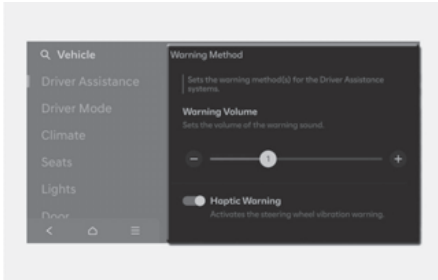 Vehicle
Driver Assistance
Driver Mode
Climate
Seats
Lights
Door
Warning Method
Sets the warning method(s) for the Driver Assistance
systems.
Warning Volume
Sets the volume of the warning sound.
1
Haptic Warning
Activates the steering wheel vibration warning.